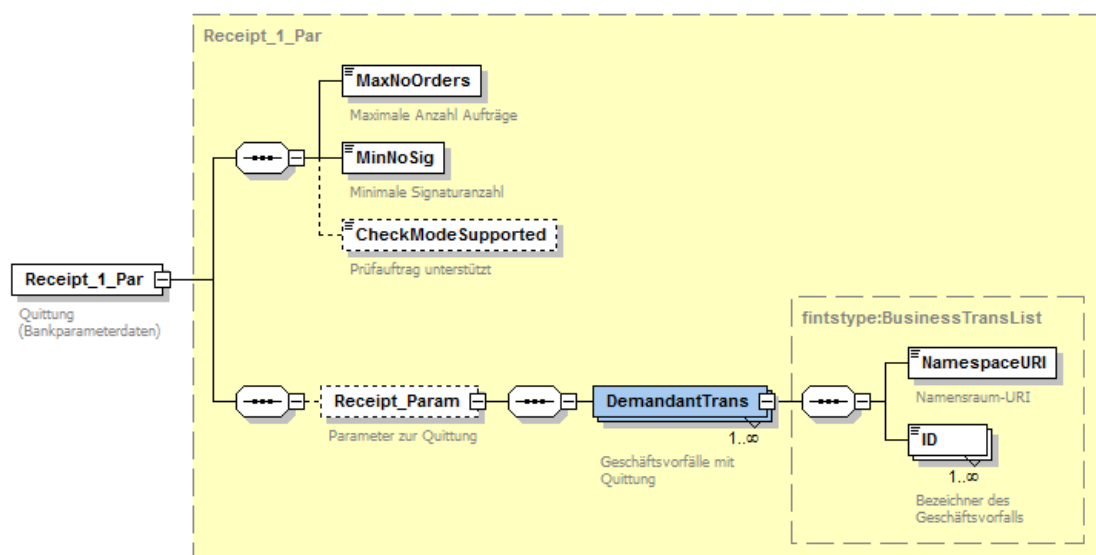 Receipt_1_Par
MaxNoOrders
Maximale Anzahl Aufträge
MinNoSig
Minimale Signaturanzahl
CheckModeSupported
Prüfauftrag unterstützt
Receipt_1_Par
Quittung
(Bankparameterdaten)
Receipt_Param
Parameter zur Quittung
DemandantTrans
1..∞
Geschäftsvorfälle mit
Quittung
fintstype:BusinessTransList
NamespaceURI
Namensraum-URI
ID
1..∞
Bezeichner des
Geschäftsvorfalls